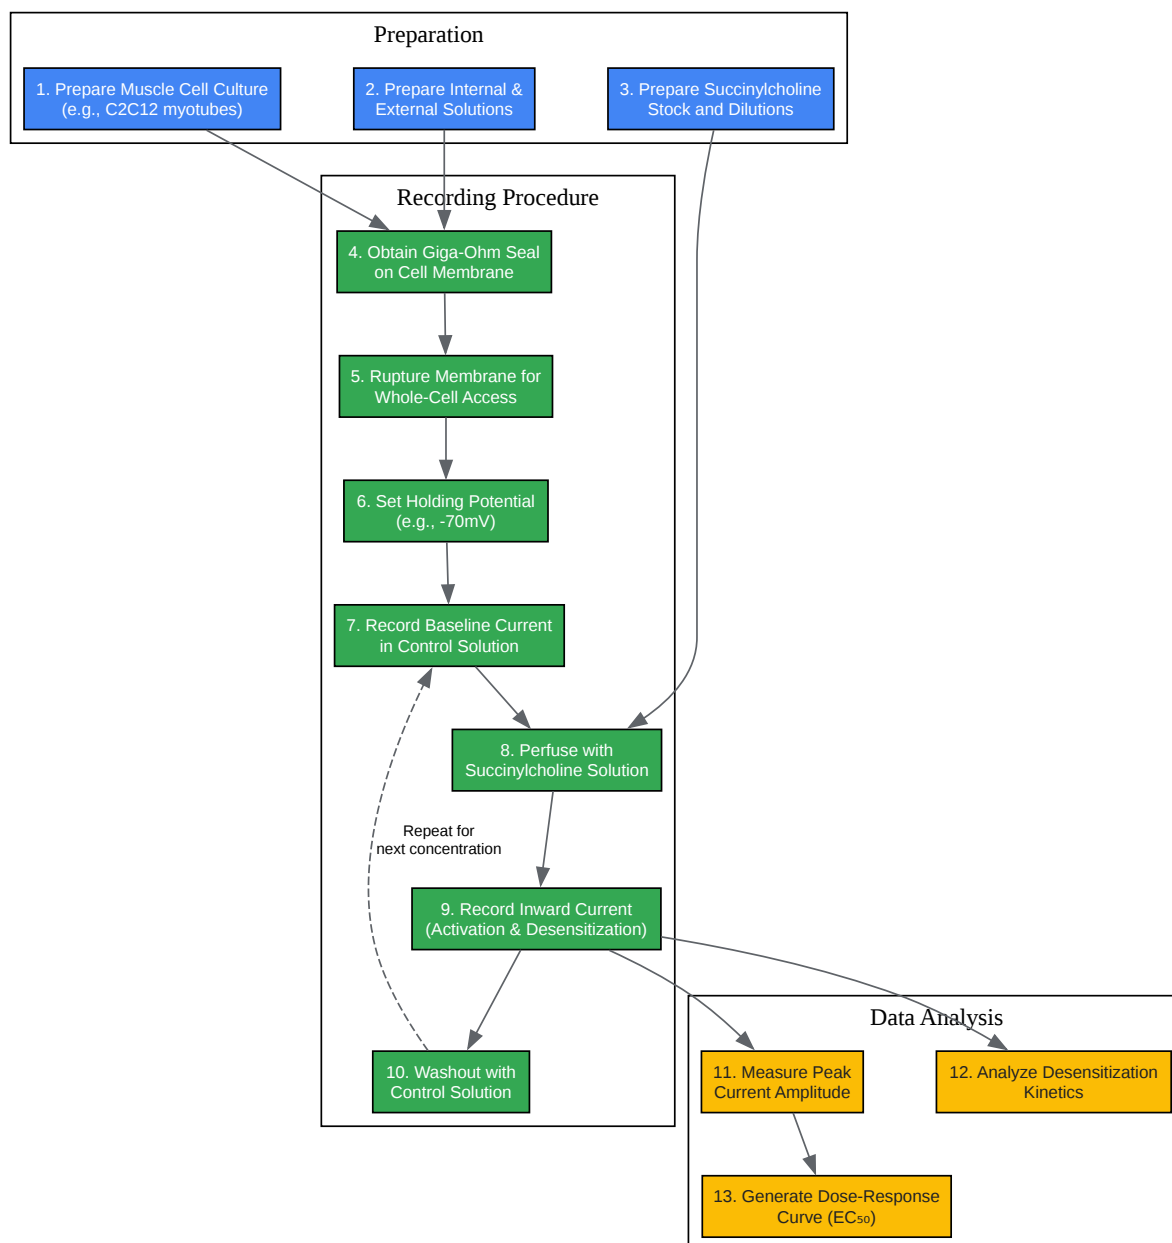 Preparation
1. Prepare Muscle Cell Culture
(e.g., C2C12 myotubes)
2. Prepare Internal &
External Solutions
3. Prepare Succinylcholine
Stock and Dilutions
Recording Procedure
4. Obtain Giga-Ohm Seal
on Cell Membrane
5. Rupture Membrane for
Whole-Cell Access
6. Set Holding Potential
(e.g., -70mV)
7. Record Baseline Current
in Control Solution
8. Perfuse with
Succinylcholine Solution
Repeat for
next concentration
9. Record Inward Current
(Activation & Desensitization)
10. Washout with
Control Solution
Data Analysis
11. Measure Peak
Current Amplitude
12. Analyze Desensitization
Kinetics
13. Generate Dose-Response
Curve (EC₅₀)